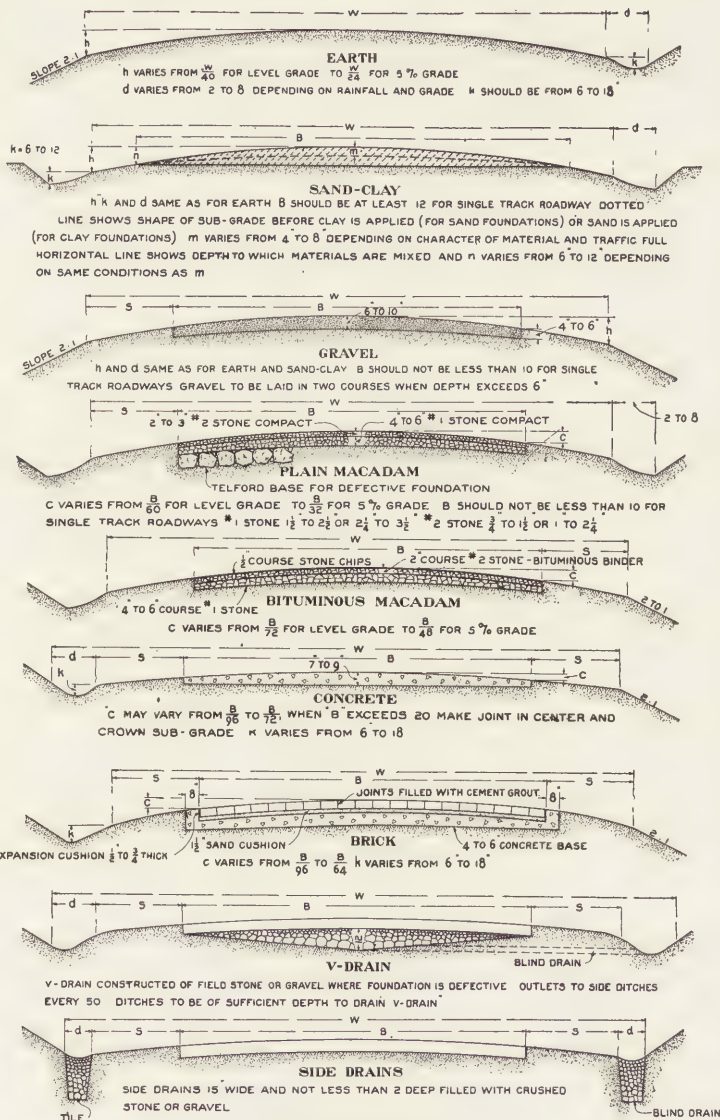 W
d
h
k
SLOPE 2:1
EARTH
h VARIES FROM W/40 FOR LEVEL GRADE TO W/24 FOR 5% GRADE
d VARIES FROM 2 TO 8 DEPENDING ON RAINFALL AND GRADE k SHOULD BE FROM 6 TO 18"
W
d
k=6 TO 12
B
h
n
m
k
SAND-CLAY
h" k AND d SAME AS FOR EARTH B SHOULD BE AT LEAST 12 FOR SINGLE TRACK ROADWAY DOTTED
LINE SHOWS SHAPE OF SUB-GRADE BEFORE CLAY IS APPLIED (FOR SAND FOUNDATIONS) OR SAND IS APPLIED
(FOR CLAY FOUNDATIONS) m VARIES FROM 4" TO 8" DEPENDING ON CHARACTER OF MATERIAL AND TRAFFIC FULL
HORIZONTAL LINE SHOWS DEPTH TO WHICH MATERIALS ARE MIXED AND n VARIES FROM 6" TO 12" DEPENDING
ON SAME CONDITIONS AS m
W
S
B
6" TO 10"
4" TO 6"
h
SLOPE 2:1
GRAVEL
h AND d SAME AS FOR EARTH AND SAND-CLAY B SHOULD NOT BE LESS THAN 10 FOR SINGLE
TRACK ROADWAYS GRAVEL TO BE LAID IN TWO COURSES WHEN DEPTH EXCEEDS 6"
W
2 TO 8
S
B
2" TO 3" #2 STONE COMPACT
4" TO 6" #1 STONE COMPACT
C
PLAIN MACADAM
TELFORD BASE FOR DEFECTIVE FOUNDATION
C VARIES FROM B/60 FOR LEVEL GRADE TO B/32 FOR 5% GRADE B SHOULD NOT BE LESS THAN 10 FOR
SINGLE TRACK ROADWAYS #1 STONE 1 1/2" TO 2 1/2" OR 2 1/4" TO 3 1/2" #2 STONE 3/4" TO 1 1/2" OR 1" TO 2 1/4"
W
B
S
1/2" COURSE STONE CHIPS
2" COURSE #2 STONE-BITUMINOUS BINDER
C
4" TO 6" COURSE #1 STONE
BITUMINOUS MACADAM
2 TO 1
C VARIES FROM B/72 FOR LEVEL GRADE TO B/48 FOR 5% GRADE
W
d
S
B
S
k
7" TO 9"
C
CONCRETE
2:1
"C MAY VARY FROM B/96 TO B/72, WHEN "B" EXCEEDS 20 MAKE JOINT IN CENTER AND
CROWN SUB-GRADE K VARIES FROM 6" TO 18
W
S
B
S
8"
8"
C
JOINTS FILLED WITH CEMENT GROUT
k
XPANSION CUSHION 1/2" TO 3/4" THICK
1 1/2" SAND CUSHION
BRICK
4 TO 6 CONCRETE BASE
2:1
C VARIES FROM B/96 TO B/64 k VARIES FROM 6" TO 18"
W
d
S
B
S
V-DRAIN
BLIND DRAIN
V-DRAIN CONSTRUCTED OF FIELD STONE OR GRAVEL WHERE FOUNDATION IS DEFECTIVE OUTLETS TO SIDE DITCHES
EVERY 50 DITCHES TO BE OF SUFFICIENT DEPTH TO DRAIN V-DRAIN"
W
d
S
B
S
d
SIDE DRAINS
SIDE DRAINS 15" WIDE AND NOT LESS THAN 2 DEEP FILLED WITH CRUSHED
STONE OR GRAVEL
TILE
BLIND DRAIN